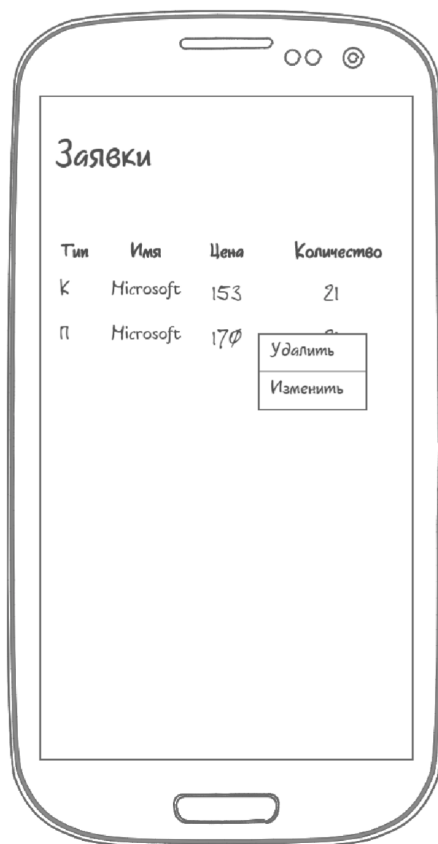 Заявки
Тип Имя Цена Количество
К Microsoft 153 21
П Microsoft 170
Удалить
Изменить